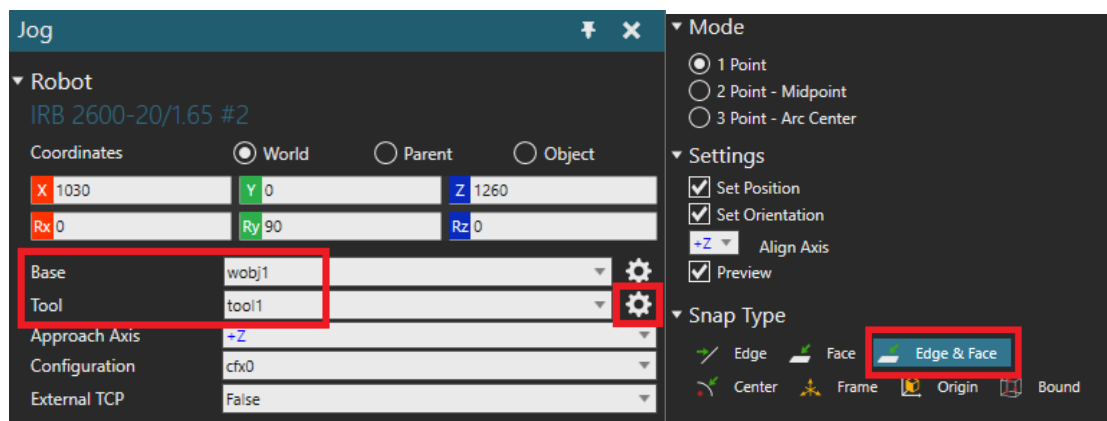 Jog
Robot
IRB 2600-20/1.65 #2
Coordinates World Parent Object
X 1030 Y 0 Z 1260
Rx 0 Ry 90 Rz 0
Base wobj1
Tool tool1
Approach Axis +Z
Configuration cfx0
External TCP False
Mode
1 Point
2 Point - Midpoint
3 Point - Arc Center
Settings
Set Position
Set Orientation
+Z Align Axis
Preview
Snap Type
Edge Face Edge & Face
Center Frame Origin Bound